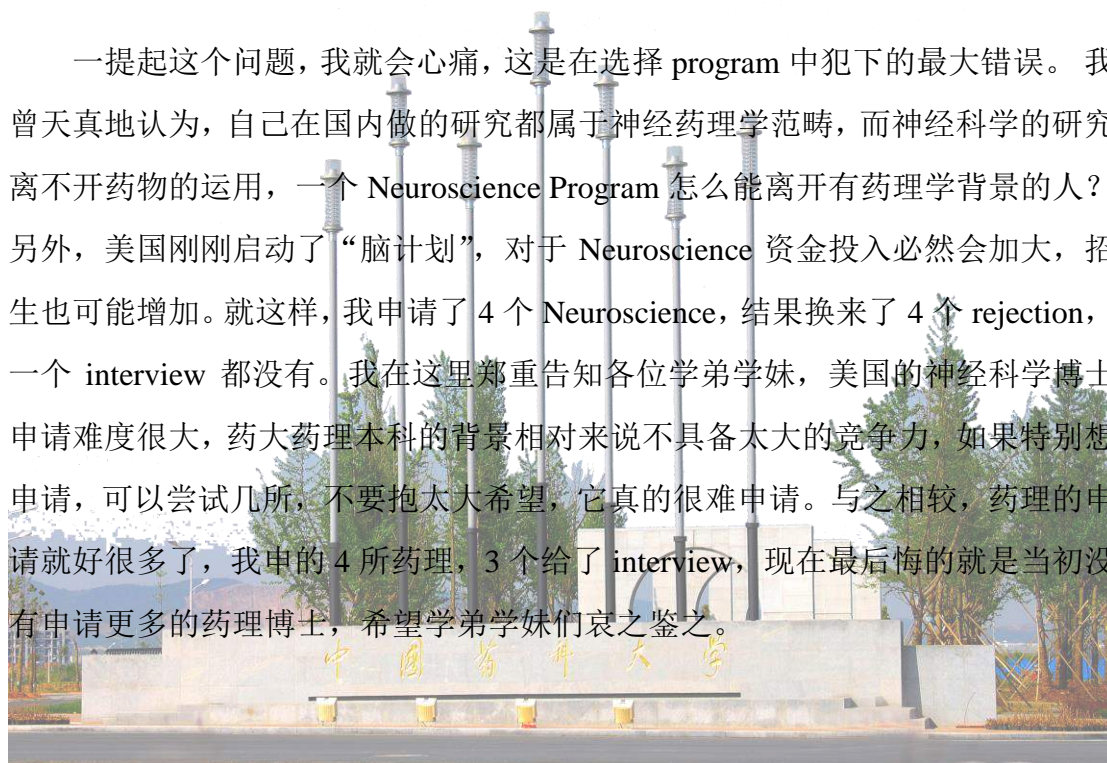 一提起这个问题，我就会心痛，这是在选择 program 中犯下的最大错误。 我
曾天真地认为，自己在国内做的研究都属于神经药理学范畴，而神经科学的研究
离不开药物的运用，一个 Neuroscience Program 怎么能离开有药理学背景的人？
另外，美国刚刚启动了“脑计划”，对于 Neuroscience 资金投入必然会加大，招
生也可能增加。就这样，我申请了 4 个 Neuroscience，结果换来了 4 个 rejection，
一个 interview 都没有。我在这里郑重告知各位学弟学妹，美国的神经科学博士
申请难度很大，药大药理本科的背景相对来说不具备太大的竞争力，如果特别想
申请，可以尝试几所，不要抱太大希望，它真的很难申请。与之相较，药理的申
请就好很多了，我申的 4 所药理，3 个给了 interview，现在最后悔的就是当初没
有申请更多的药理博士，希望学弟学妹们哀之鉴之。
中国药科大学